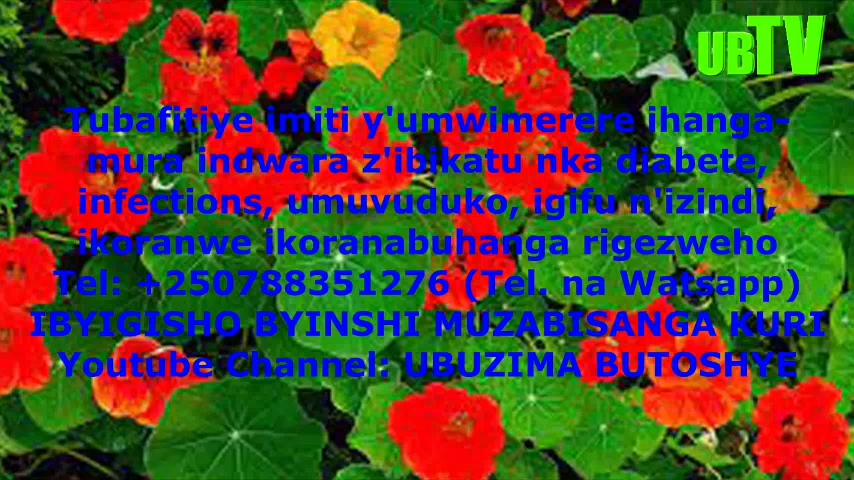 UBTV
Tubafitiye imiti y'umwimerere ihanga-
mura indwara z'ibikatu nka diabete,
infections, umuvuduko, igifu n'izindi,
ikoranwe ikoranabuhanga rigezweho
Tel: +250788351276 (Tel. na Watsapp)
IBYIGISHO BYINSHI MUZABISANGA KURI
Youtube Channel: UBUZIMA BUTOSHYE